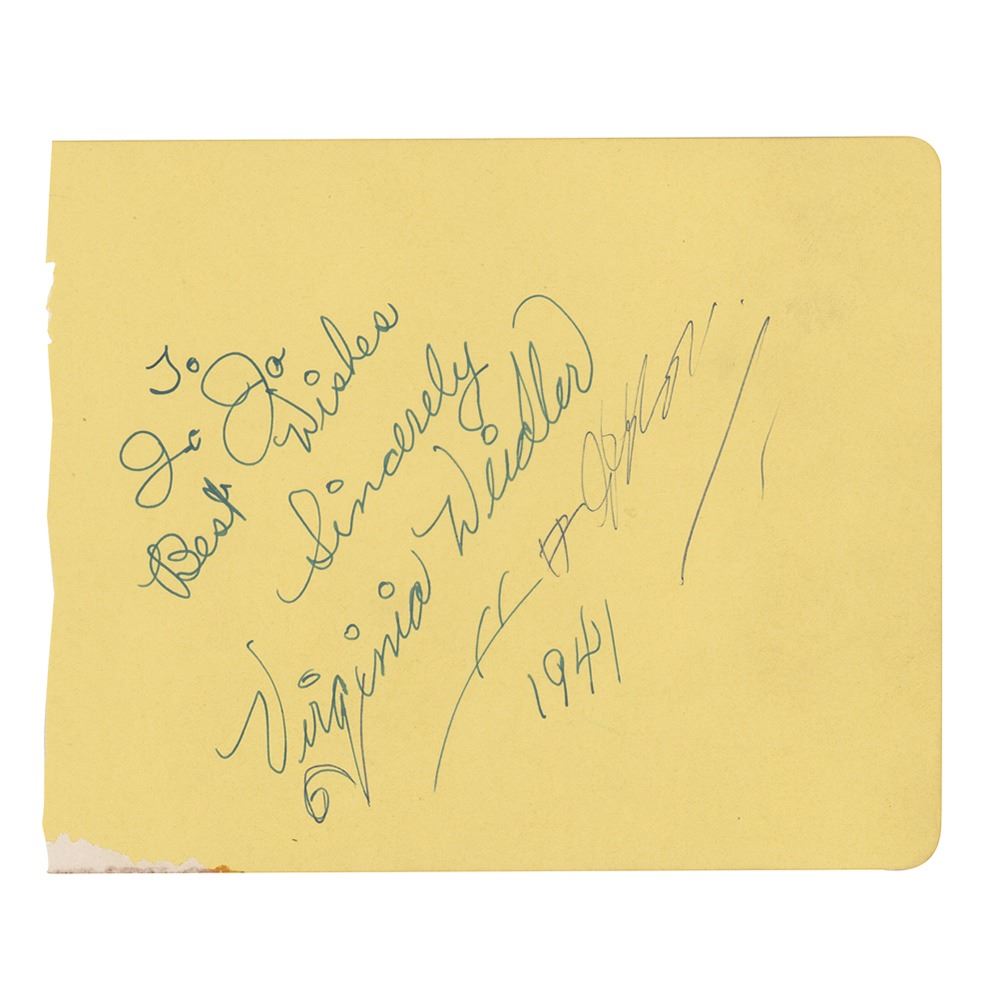 To
Jo Jo
Best Wishes
Sincerely
Virginia Weidler
1941